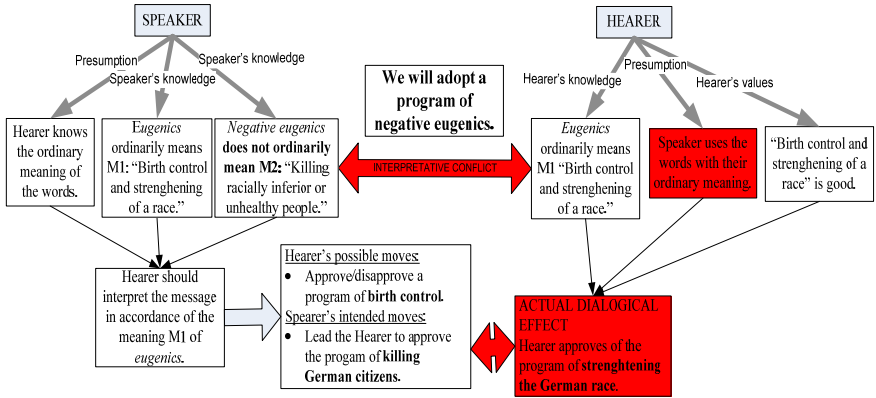 SPEAKER
Presumption
Speaker's knowledge
Speaker's knowledge
Hearer knows
the ordinary
meaning of
the words.
Eugenics
ordinarily means
M1: “Birth control
and strenghening
of a race.”
Negative eugenics
does not ordinarily
mean M2: “Killing
racially inferior or
unhealthy people.”
Hearer should
interpret the message
in accordance of the
meaning M1 of
eugenics.
We will adopt a
program of
negative eugenics.
INTERPRETATIVE CONFLICT
Hearer's possible moves:
• Approve/disapprove a
program of birth control.
Spearer's intended moves:
• Lead the Hearer to approve
the progam of killing
German citizens.
HEARER
Hearer's knowledge
Presumption
Hearer's values
Eugenics
ordinarily means
M1 “Birth control
and strenghening
of a race.”
Speaker uses the
words with their
ordinary meaning.
“Birth control and
strenghening of a
race” is good.
ACTUAL DIALOGICAL
EFFECT
Hearer approves of the
program of strenghtening
the German race.